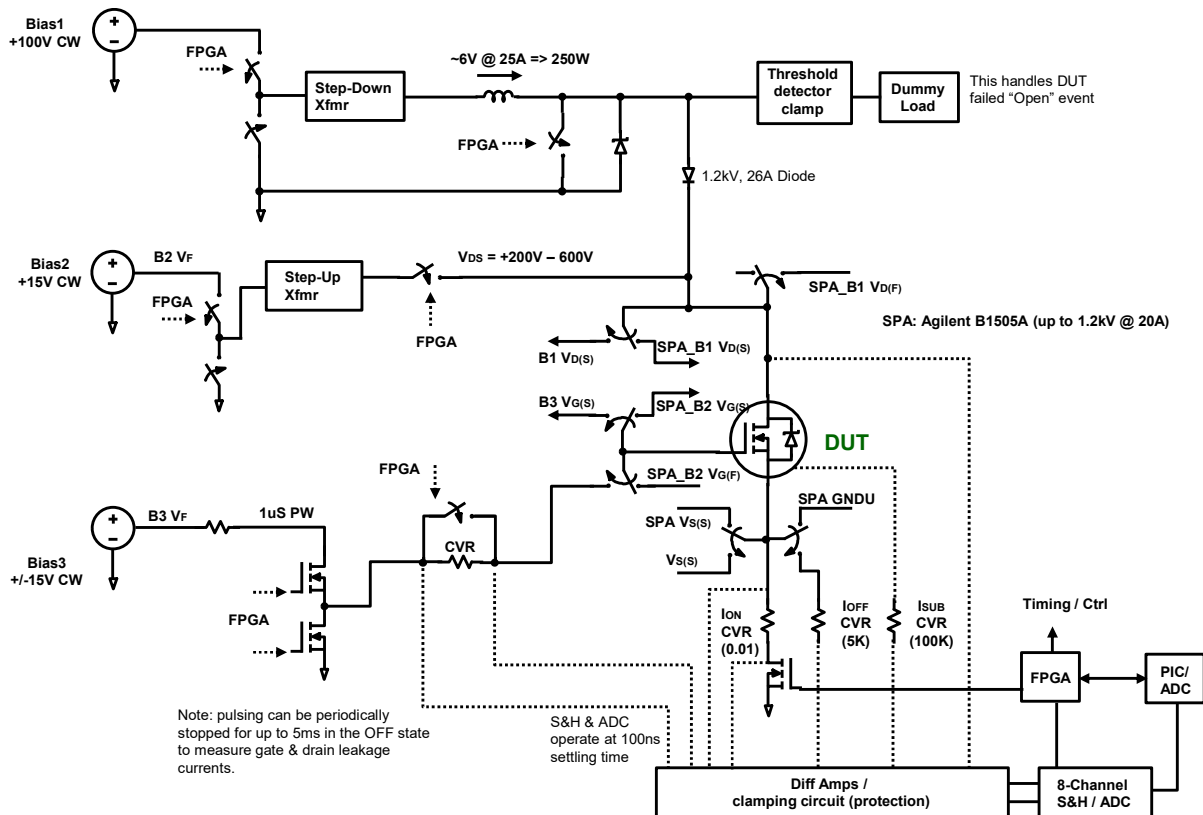 Bias1
+100V CW
FPGA
Step-Down
Xfmr
~6V @ 25A => 250W
FPGA
Threshold
detector
clamp
Dummy
Load
This handles DUT
failed “Open” event
1.2kV, 26A Diode
Bias2
+15V CW
B2 VF
FPGA
Step-Up
Xfmr
VDS = +200V – 600V
FPGA
SPA_B1 VD(F)
SPA: Agilent B1505A (up to 1.2kV @ 20A)
B1 VD(S)
SPA_B1 VD(S)
B3 VG(S)
SPA_B2 VG(S)
DUT
SPA_B2 VG(F)
FPGA
Bias3
+/-15V CW
B3 VF
1uS PW
CVR
FPGA
SPA VS(S)
SPA GNDU
VS(S)
ION
CVR
(0.01)
IOFF
CVR
(5K)
ISUB
CVR
(100K)
Timing / Ctrl
FPGA
PIC/
ADC
Note: pulsing can be periodically
stopped for up to 5ms in the OFF state
to measure gate & drain leakage
currents.
S&H & ADC
operate at 100ns
settling time
Diff Amps /
clamping circuit (protection)
8-Channel
S&H / ADC